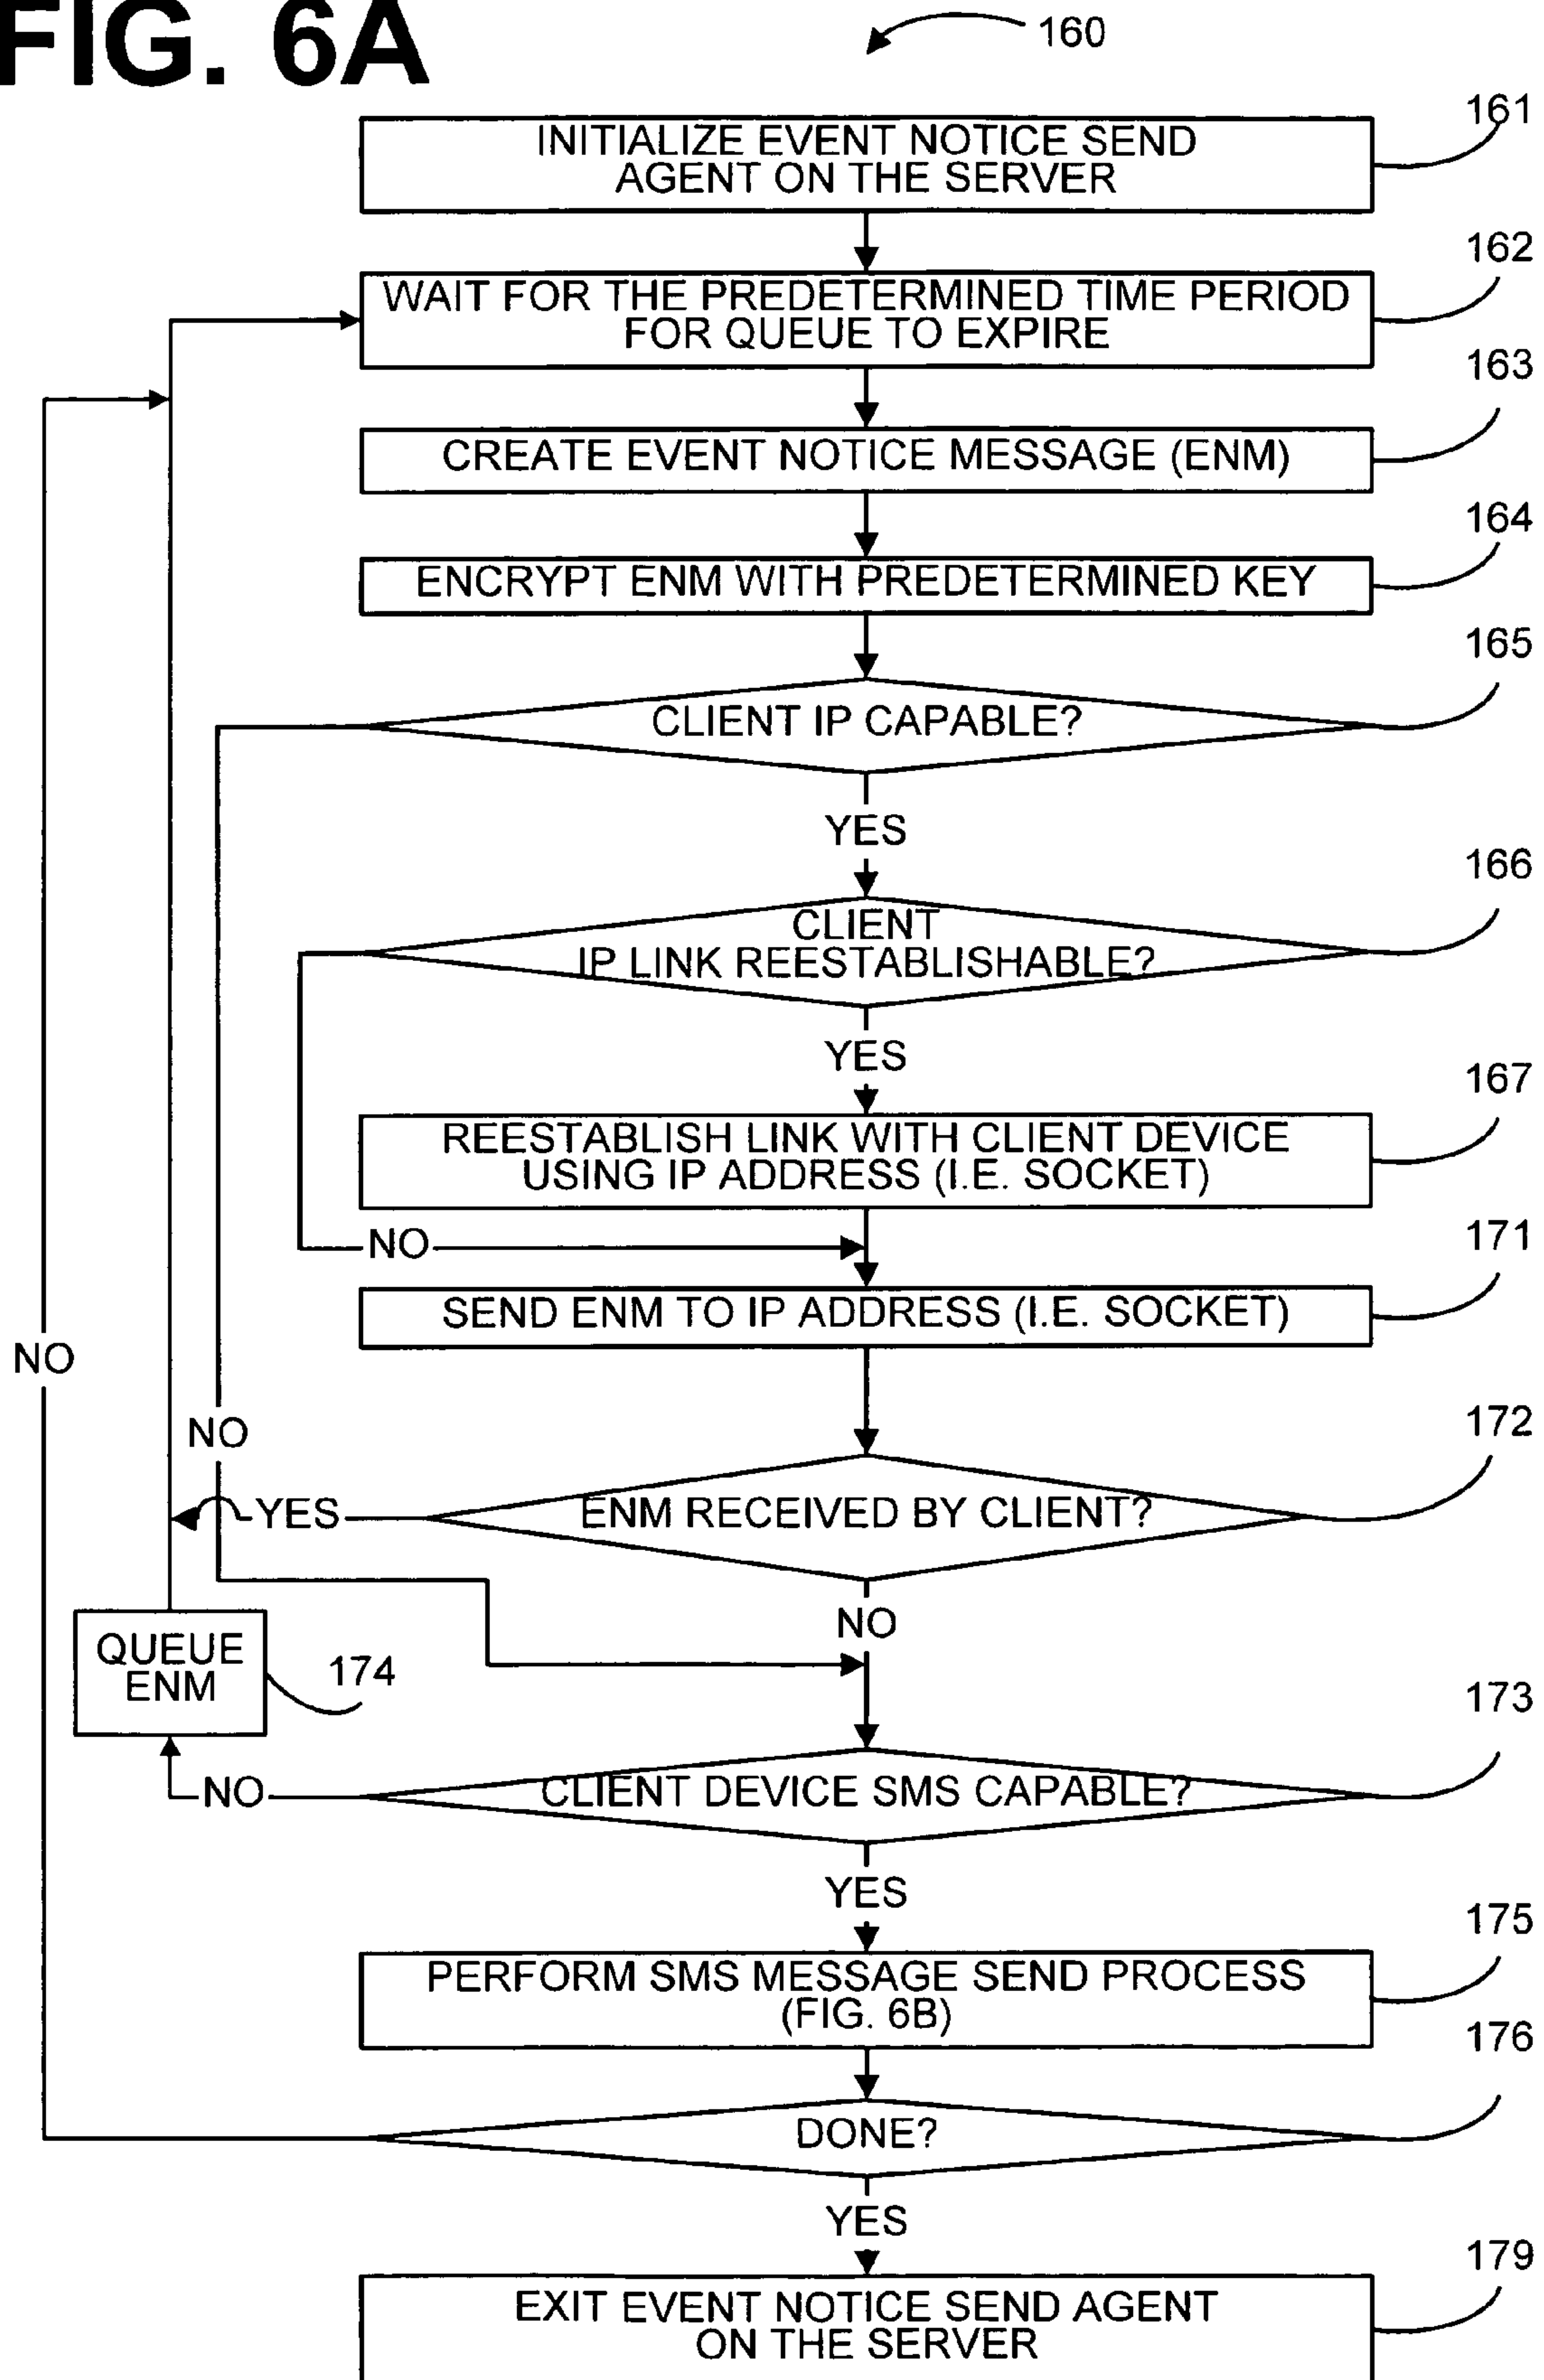 FIG. 6A
160
INITIALIZE EVENT NOTICE SEND
AGENT ON THE SERVER
161
WAIT FOR THE PREDETERMINED TIME PERIOD
FOR QUEUE TO EXPIRE
162
CREATE EVENT NOTICE MESSAGE (ENM)
163
ENCRYPT ENM WITH PREDETERMINED KEY
164
CLIENT IP CAPABLE?
165
YES
CLIENT
IP LINK REESTABLISHABLE?
166
YES
REESTABLISH LINK WITH CLIENT DEVICE
USING IP ADDRESS (I.E. SOCKET)
167
NO
SEND ENM TO IP ADDRESS (I.E. SOCKET)
171
NO
NO
ENM RECEIVED BY CLIENT?
172
YES
NO
QUEUE
ENM
174
CLIENT DEVICE SMS CAPABLE?
173
NO
YES
PERFORM SMS MESSAGE SEND PROCESS
(FIG. 6B)
175
DONE?
176
YES
EXIT EVENT NOTICE SEND AGENT
ON THE SERVER
179